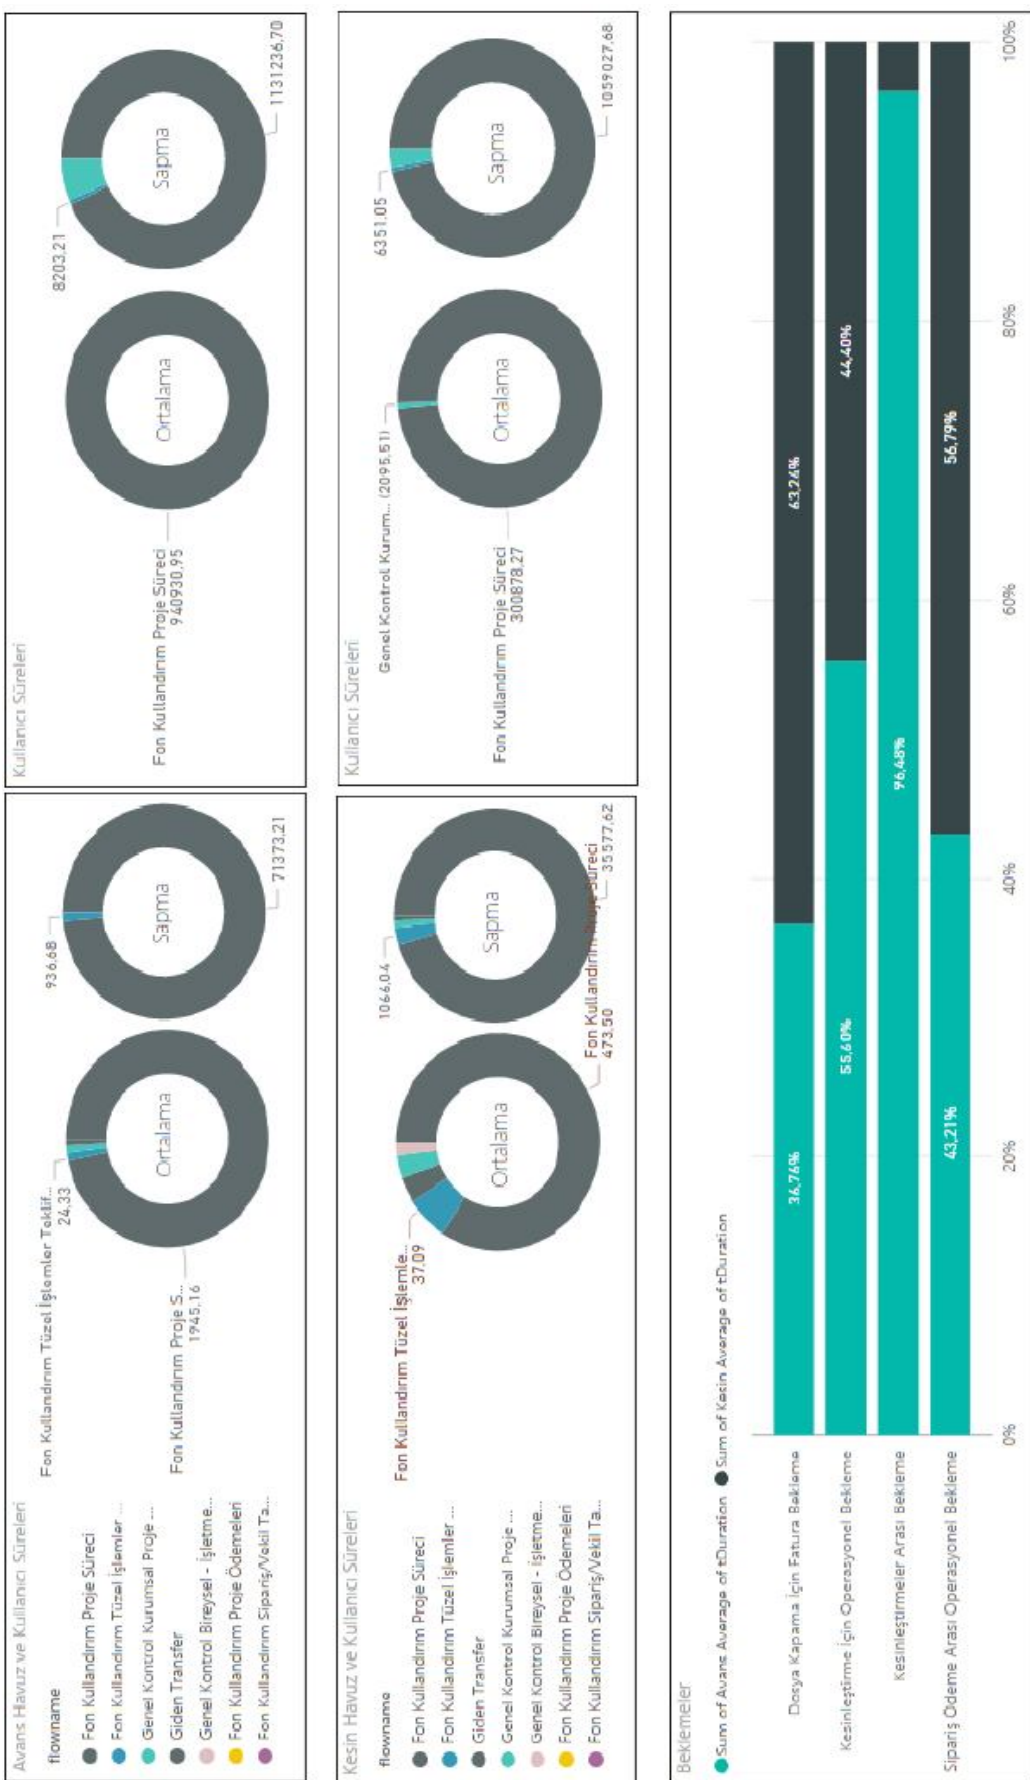 Avans Havuz ve Kullanıcı Süreleri
flowname
Fon Kullandırım Proje Süreci
Fon Kullandırım Tüzel İşlemler ...
Genel Kontrol Kurumsal Proje ...
Giden Transfer
Genel Kontrol Bireysel - İşletme...
Fon Kullandırım Proje Ödemeleri
Fon Kullandırım Sipariş/Vekil Ta...
Fon Kullandırım Tüzel İşlemler Teklif...
24,33
Ortalama
Fon Kullandırım Proje S...
1945,16
936,68
Sapma
71373,21
Kullanıcı Süreleri
Ortalama
Fon Kullandırım Proje Süreci
940930,95
8203,21
Sapma
1131236,70
Kesin Havuz ve Kullanıcı Süreleri
flowname
Fon Kullandırım Proje Süreci
Fon Kullandırım Tüzel İşlemler ...
Giden Transfer
Genel Kontrol Kurumsal Proje ...
Genel Kontrol Bireysel - İşletme...
Fon Kullandırım Proje Ödemeleri
Fon Kullandırım Sipariş/Vekil Ta...
Fon Kullandırım Tüzel İşlemle...
37,09
Ortalama
Fon Kullandırım Proje Süreci
473,50
1066,04
Sapma
35577,62
Kullanıcı Süreleri
Genel Kontrol Kurum... (2095,51)
Ortalama
Fon Kullandırım Proje Süreci
300878,27
6351,05
Sapma
1059027,68
Beklemeler
Sum of Avans Average of tDuration Sum of Kesin Average of tDuration
Dosya Kapama İçin Fatura Bekleme 36,76% 63,24%
Kesinleştirme İçin Operasyonel Bekleme 55,60% 44,40%
Kesinleştirmeler Arası Bekleme 96,48%
Sipariş Ödeme Arası Operasyonel Bekleme 43,21% 56,79%
0% 20% 40% 60% 80% 100%